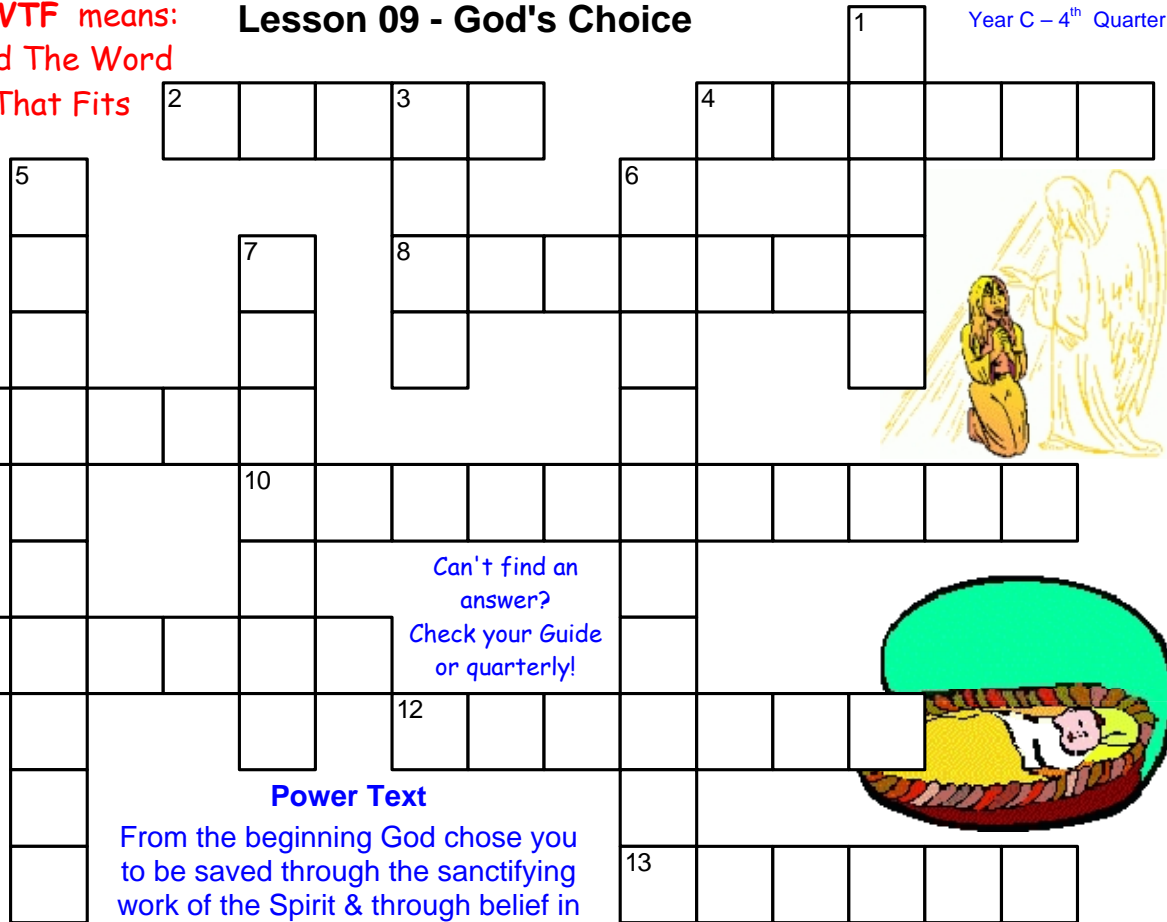 WTF means:
d The Word
That Fits
Lesson 09 - God's Choice
Year C – 4th Quarter
1
2
3
4
5
6
7
8
10
Can't find an
answer?
Check your Guide
or quarterly!
12
Power Text
From the beginning God chose you
to be saved through the sanctifying
work of the Spirit & through belief in
13